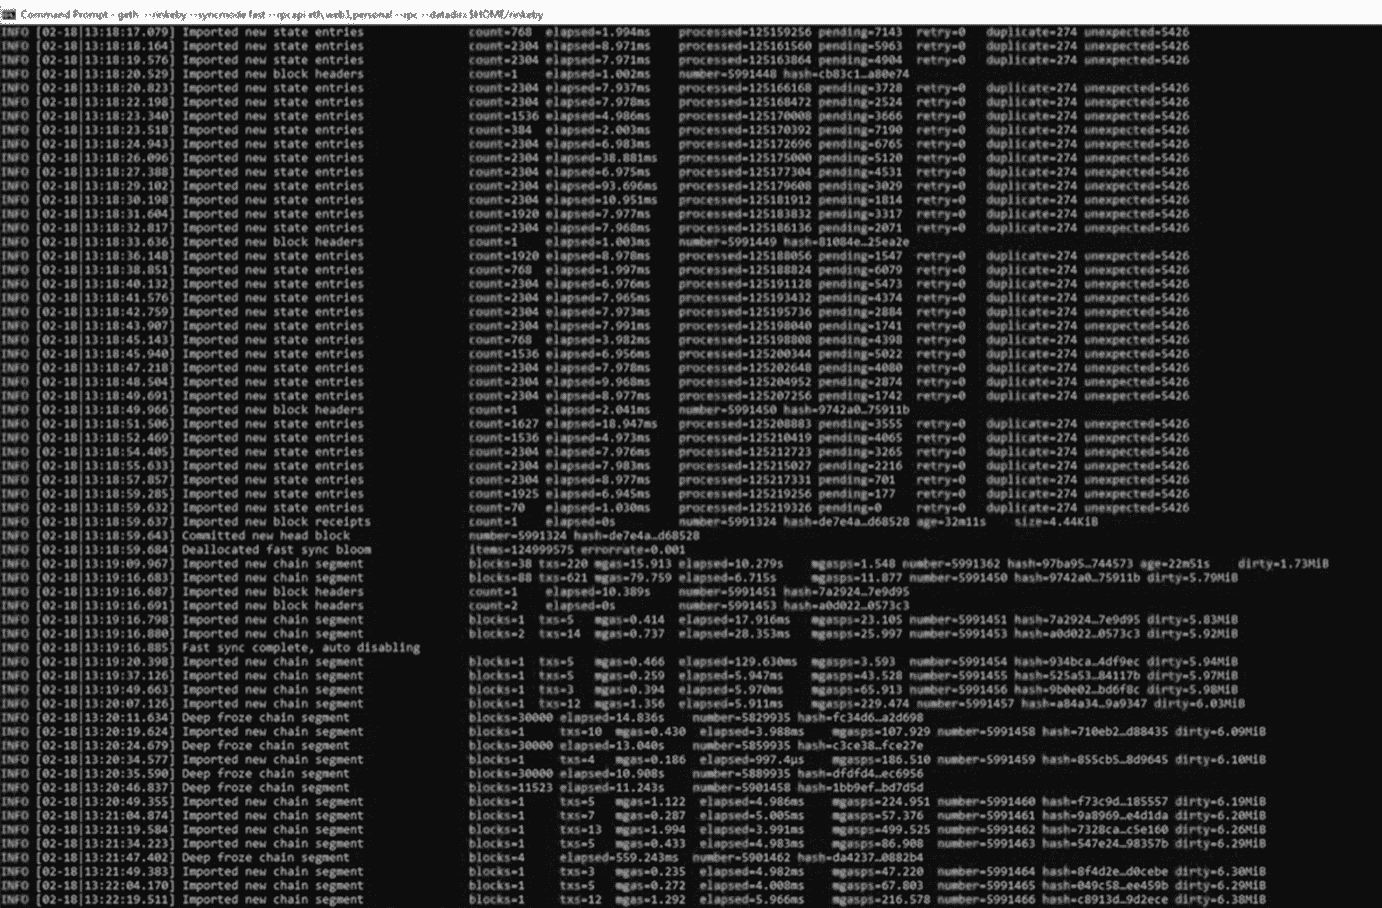 Command Prompt - geth --rinkeby --syncmode fast --rpcapi eth,web3,personal --rpc --datadir $HOME/rinkeby
INFO [02-18|13:18:17.079] Imported new state entries count=768 elapsed=1.994ms processed=125159256 pending=7143 retry=0 duplicate=274 unexpected=5426
INFO [02-18|13:18:18.164] Imported new state entries count=2304 elapsed=8.971ms processed=125161560 pending=5963 retry=0 duplicate=274 unexpected=5426
INFO [02-18|13:18:19.576] Imported new state entries count=2304 elapsed=7.971ms processed=125163864 pending=4904 retry=0 duplicate=274 unexpected=5426
INFO [02-18|13:18:20.529] Imported new block headers count=1 elapsed=1.002ms number=5991448 hash=cb83c1…a80e74
INFO [02-18|13:18:20.823] Imported new state entries count=2304 elapsed=7.937ms processed=125166168 pending=3728 retry=0 duplicate=274 unexpected=5426
INFO [02-18|13:18:22.198] Imported new state entries count=2304 elapsed=7.978ms processed=125168472 pending=2524 retry=0 duplicate=274 unexpected=5426
INFO [02-18|13:18:23.340] Imported new state entries count=1536 elapsed=4.986ms processed=125170008 pending=3666 retry=0 duplicate=274 unexpected=5426
INFO [02-18|13:18:23.518] Imported new state entries count=384 elapsed=2.003ms processed=125170392 pending=7190 retry=0 duplicate=274 unexpected=5426
INFO [02-18|13:18:24.943] Imported new state entries count=2304 elapsed=6.983ms processed=125172696 pending=6765 retry=0 duplicate=274 unexpected=5426
INFO [02-18|13:18:26.096] Imported new state entries count=2304 elapsed=38.881ms processed=125175000 pending=5120 retry=0 duplicate=274 unexpected=5426
INFO [02-18|13:18:27.388] Imported new state entries count=2304 elapsed=6.975ms processed=125177304 pending=4531 retry=0 duplicate=274 unexpected=5426
INFO [02-18|13:18:29.102] Imported new state entries count=2304 elapsed=93.696ms processed=125179608 pending=3029 retry=0 duplicate=274 unexpected=5426
INFO [02-18|13:18:30.198] Imported new state entries count=2304 elapsed=10.951ms processed=125181912 pending=1814 retry=0 duplicate=274 unexpected=5426
INFO [02-18|13:18:31.604] Imported new state entries count=1920 elapsed=7.977ms processed=125183832 pending=3317 retry=0 duplicate=274 unexpected=5426
INFO [02-18|13:18:32.817] Imported new state entries count=2304 elapsed=7.968ms processed=125186136 pending=2071 retry=0 duplicate=274 unexpected=5426
INFO [02-18|13:18:33.636] Imported new block headers count=1 elapsed=1.003ms number=5991449 hash=81084e…25ea2e
INFO [02-18|13:18:36.148] Imported new state entries count=1920 elapsed=8.978ms processed=125188056 pending=1547 retry=0 duplicate=274 unexpected=5426
INFO [02-18|13:18:38.851] Imported new state entries count=768 elapsed=1.997ms processed=125188824 pending=6079 retry=0 duplicate=274 unexpected=5426
INFO [02-18|13:18:40.132] Imported new state entries count=2304 elapsed=6.976ms processed=125191128 pending=5473 retry=0 duplicate=274 unexpected=5426
INFO [02-18|13:18:41.576] Imported new state entries count=2304 elapsed=7.965ms processed=125193432 pending=4374 retry=0 duplicate=274 unexpected=5426
INFO [02-18|13:18:42.759] Imported new state entries count=2304 elapsed=7.973ms processed=125195736 pending=2884 retry=0 duplicate=274 unexpected=5426
INFO [02-18|13:18:43.907] Imported new state entries count=2304 elapsed=7.991ms processed=125198040 pending=1741 retry=0 duplicate=274 unexpected=5426
INFO [02-18|13:18:45.143] Imported new state entries count=768 elapsed=3.982ms processed=125198808 pending=4398 retry=0 duplicate=274 unexpected=5426
INFO [02-18|13:18:45.940] Imported new state entries count=1536 elapsed=6.956ms processed=125200344 pending=5022 retry=0 duplicate=274 unexpected=5426
INFO [02-18|13:18:47.218] Imported new state entries count=2304 elapsed=7.978ms processed=125202648 pending=4080 retry=0 duplicate=274 unexpected=5426
INFO [02-18|13:18:48.504] Imported new state entries count=2304 elapsed=9.968ms processed=125204952 pending=2874 retry=0 duplicate=274 unexpected=5426
INFO [02-18|13:18:49.691] Imported new state entries count=2304 elapsed=8.977ms processed=125207256 pending=1742 retry=0 duplicate=274 unexpected=5426
INFO [02-18|13:18:49.966] Imported new block headers count=1 elapsed=2.041ms number=5991450 hash=9742a0…75911b
INFO [02-18|13:18:51.506] Imported new state entries count=1627 elapsed=18.947ms processed=125208883 pending=3555 retry=0 duplicate=274 unexpected=5426
INFO [02-18|13:18:52.469] Imported new state entries count=1536 elapsed=4.973ms processed=125210419 pending=4065 retry=0 duplicate=274 unexpected=5426
INFO [02-18|13:18:54.405] Imported new state entries count=2304 elapsed=7.976ms processed=125212723 pending=3265 retry=0 duplicate=274 unexpected=5426
INFO [02-18|13:18:55.633] Imported new state entries count=2304 elapsed=7.983ms processed=125215027 pending=2216 retry=0 duplicate=274 unexpected=5426
INFO [02-18|13:18:57.857] Imported new state entries count=2304 elapsed=8.977ms processed=125217331 pending=701 retry=0 duplicate=274 unexpected=5426
INFO [02-18|13:18:59.285] Imported new state entries count=1925 elapsed=6.945ms processed=125219256 pending=177 retry=0 duplicate=274 unexpected=5426
INFO [02-18|13:18:59.632] Imported new state entries count=70 elapsed=1.030ms processed=125219326 pending=0 retry=0 duplicate=274 unexpected=5426
INFO [02-18|13:18:59.637] Imported new block receipts count=1 elapsed=0s number=5991324 hash=de7e4a…d68528 age=32m11s size=4.44KiB
INFO [02-18|13:18:59.643] Committed new head block number=5991324 hash=de7e4a…d68528
INFO [02-18|13:18:59.684] Deallocated fast sync bloom items=124999575 errorrate=0.001
INFO [02-18|13:19:09.967] Imported new chain segment blocks=38 txs=220 mgas=15.913 elapsed=10.279s mgasps=1.548 number=5991362 hash=97ba95…744573 age=22m51s dirty=1.73MiB
INFO [02-18|13:19:16.683] Imported new chain segment blocks=88 txs=621 mgas=79.759 elapsed=6.715s mgasps=11.877 number=5991450 hash=9742a0…75911b dirty=5.79MiB
INFO [02-18|13:19:16.687] Imported new block headers count=1 elapsed=10.389s number=5991451 hash=7a2924…7e9d95
INFO [02-18|13:19:16.691] Imported new block headers count=2 elapsed=0s number=5991453 hash=a0d022…0573c3
INFO [02-18|13:19:16.798] Imported new chain segment blocks=1 txs=5 mgas=0.414 elapsed=17.916ms mgasps=23.105 number=5991451 hash=7a2924…7e9d95 dirty=5.83MiB
INFO [02-18|13:19:16.880] Imported new chain segment blocks=2 txs=14 mgas=0.737 elapsed=28.353ms mgasps=25.997 number=5991453 hash=a0d022…0573c3 dirty=5.92MiB
INFO [02-18|13:19:16.885] Fast sync complete, auto disabling
INFO [02-18|13:19:20.398] Imported new chain segment blocks=1 txs=5 mgas=0.466 elapsed=129.630ms mgasps=3.593 number=5991454 hash=934bca…4df9ec dirty=5.94MiB
INFO [02-18|13:19:37.126] Imported new chain segment blocks=1 txs=5 mgas=0.259 elapsed=5.947ms mgasps=43.528 number=5991455 hash=525a53…84117b dirty=5.97MiB
INFO [02-18|13:19:49.663] Imported new chain segment blocks=1 txs=3 mgas=0.394 elapsed=5.970ms mgasps=65.913 number=5991456 hash=9b0e02…bd6f8c dirty=5.98MiB
INFO [02-18|13:20:07.126] Imported new chain segment blocks=1 txs=12 mgas=1.356 elapsed=5.911ms mgasps=229.474 number=5991457 hash=a84a34…9a9347 dirty=6.03MiB
INFO [02-18|13:20:11.634] Deep froze chain segment blocks=30000 elapsed=14.836s number=5829935 hash=fc34d6…a2d698
INFO [02-18|13:20:19.624] Imported new chain segment blocks=1 txs=10 mgas=0.430 elapsed=3.988ms mgasps=107.929 number=5991458 hash=710eb2…d88435 dirty=6.09MiB
INFO [02-18|13:20:24.679] Deep froze chain segment blocks=30000 elapsed=13.040s number=5859935 hash=c3ce38…fce27e
INFO [02-18|13:20:34.577] Imported new chain segment blocks=1 txs=4 mgas=0.186 elapsed=997.4µs mgasps=186.510 number=5991459 hash=855cb5…8d9645 dirty=6.10MiB
INFO [02-18|13:20:35.590] Deep froze chain segment blocks=30000 elapsed=10.908s number=5889935 hash=dfdfd4…ec6956
INFO [02-18|13:20:46.837] Deep froze chain segment blocks=11523 elapsed=11.243s number=5901458 hash=1bb9ef…bd7d5d
INFO [02-18|13:20:49.355] Imported new chain segment blocks=1 txs=5 mgas=1.122 elapsed=4.986ms mgasps=224.951 number=5991460 hash=f73c9d…185557 dirty=6.19MiB
INFO [02-18|13:21:04.874] Imported new chain segment blocks=1 txs=7 mgas=0.287 elapsed=5.005ms mgasps=57.376 number=5991461 hash=9a8969…e4d1da dirty=6.20MiB
INFO [02-18|13:21:19.584] Imported new chain segment blocks=1 txs=13 mgas=1.994 elapsed=3.991ms mgasps=499.525 number=5991462 hash=7328ca…c5e160 dirty=6.26MiB
INFO [02-18|13:21:34.223] Imported new chain segment blocks=1 txs=5 mgas=0.433 elapsed=4.983ms mgasps=86.908 number=5991463 hash=547e24…98357b dirty=6.29MiB
INFO [02-18|13:21:47.402] Deep froze chain segment blocks=4 elapsed=559.243ms number=5901462 hash=da4237…0882b4
INFO [02-18|13:21:49.383] Imported new chain segment blocks=1 txs=3 mgas=0.235 elapsed=4.982ms mgasps=47.220 number=5991464 hash=8f4d2e…d0cebe dirty=6.30MiB
INFO [02-18|13:22:04.170] Imported new chain segment blocks=1 txs=5 mgas=0.272 elapsed=4.008ms mgasps=67.803 number=5991465 hash=049c58…ee459b dirty=6.29MiB
INFO [02-18|13:22:19.511] Imported new chain segment blocks=1 txs=12 mgas=1.292 elapsed=5.966ms mgasps=216.578 number=5991466 hash=c8913d…9d2ece dirty=6.38MiB